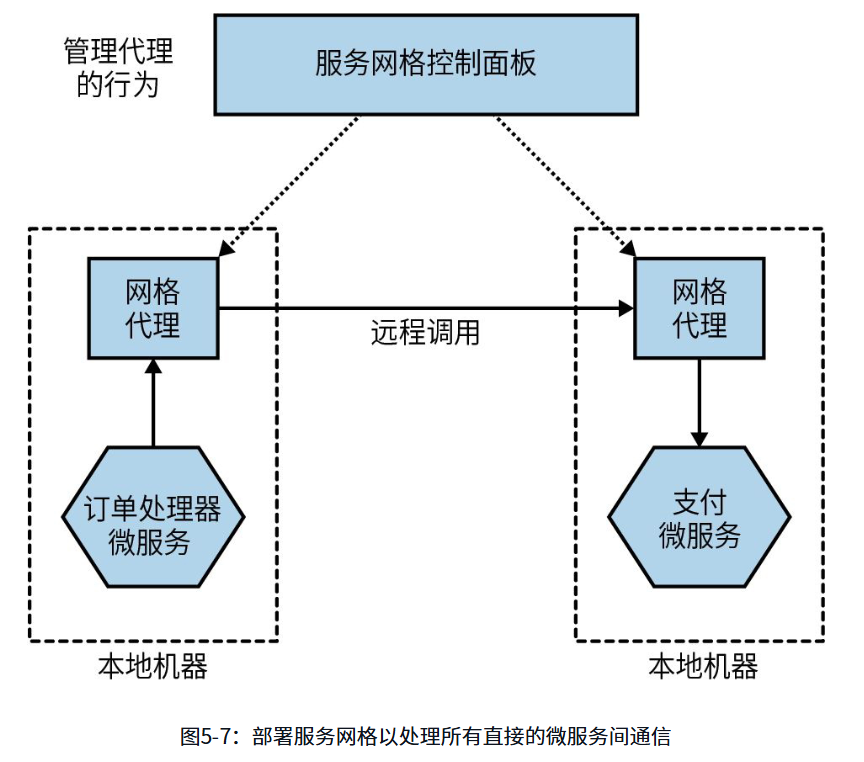 管理代理
的行为
服务网格控制面板
网格
代理
远程调用
网格
代理
订单处理器
微服务
支付
微服务
本地机器
本地机器
图5-7：部署服务网格以处理所有直接的微服务间通信